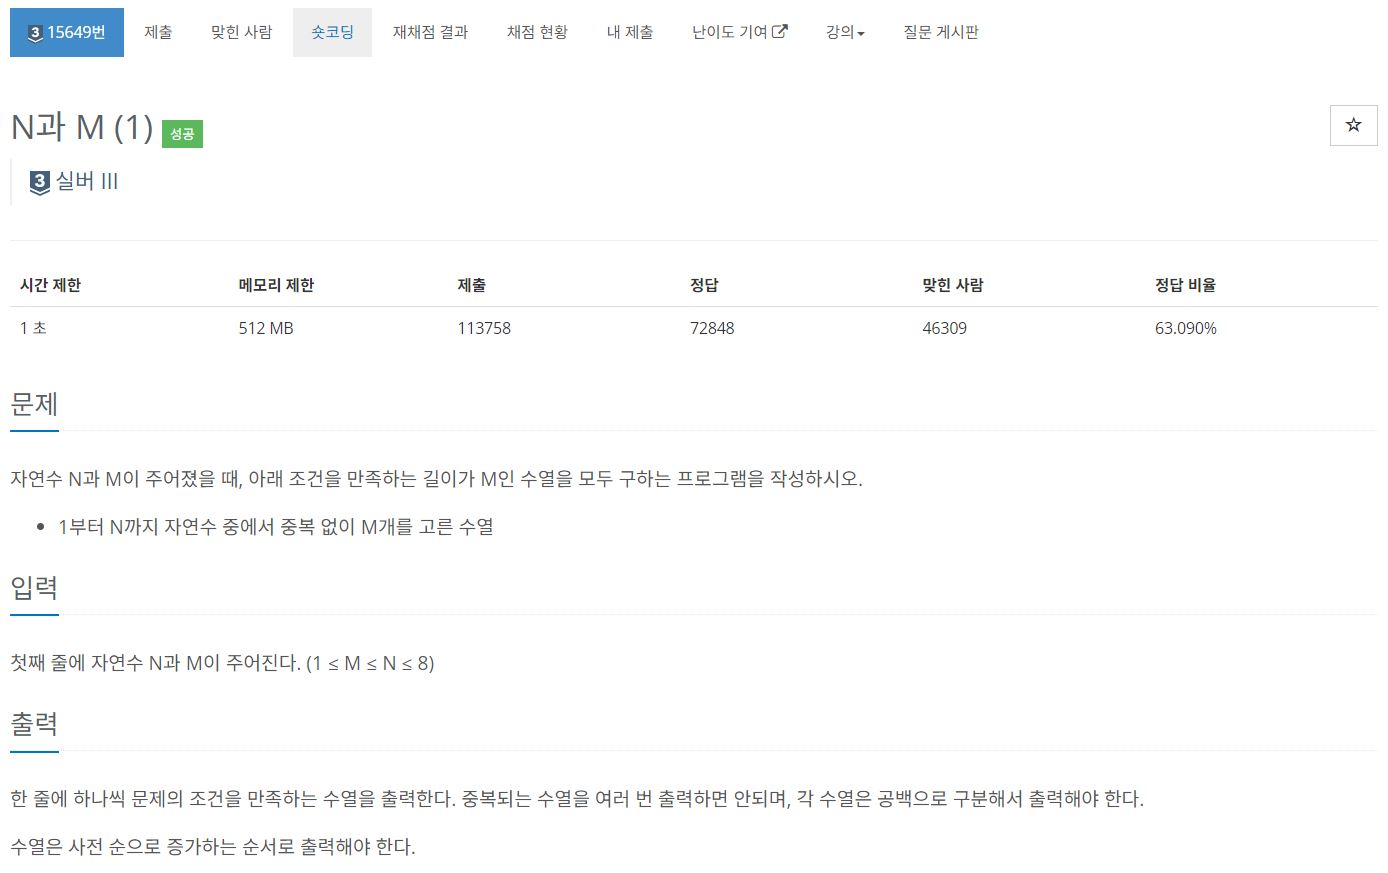 3 15649번 제출 맞힌 사람 숏코딩 재채점 결과 채점 현황 내 제출 난이도 기여 강의 질문 게시판
N과 M (1) 성공
3 실버 III
시간 제한 메모리 제한 제출 정답 맞힌 사람 정답 비율
1 초 512 MB 113758 72848 46309 63.090%
문제
자연수 N과 M이 주어졌을 때, 아래 조건을 만족하는 길이가 M인 수열을 모두 구하는 프로그램을 작성하시오.
• 1부터 N까지 자연수 중에서 중복 없이 M개를 고른 수열
입력
첫째 줄에 자연수 N과 M이 주어진다. (1 ≤ M ≤ N ≤ 8)
출력
한 줄에 하나씩 문제의 조건을 만족하는 수열을 출력한다. 중복되는 수열을 여러 번 출력하면 안되며, 각 수열은 공백으로 구분해서 출력해야 한다.
수열은 사전 순으로 증가하는 순서로 출력해야 한다.